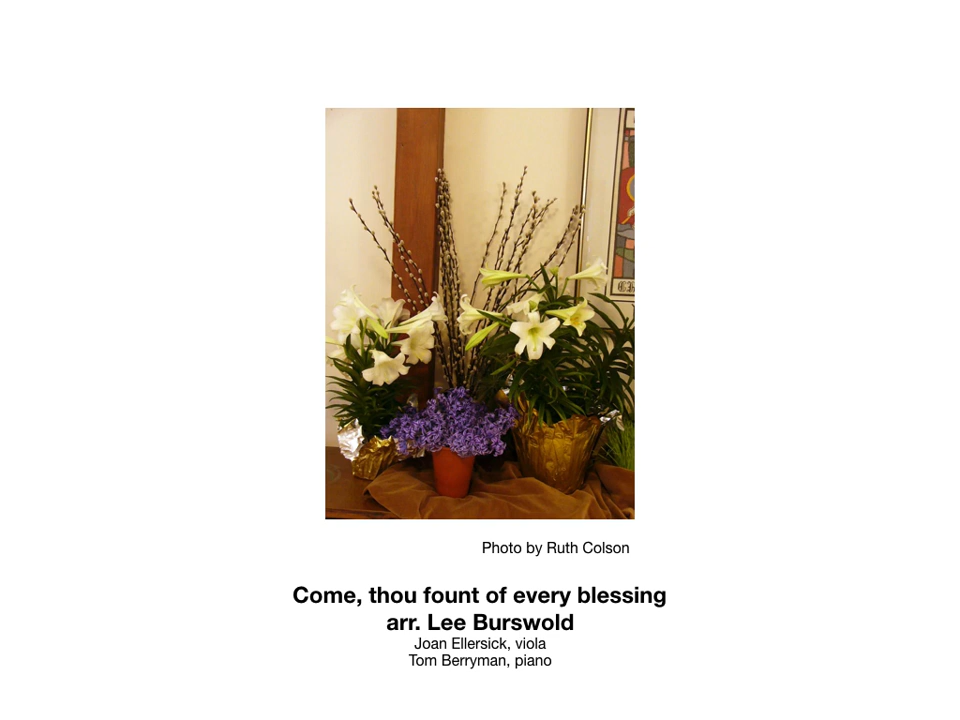 Photo by Ruth Colson
Come, thou fount of every blessing
arr. Lee Burswold
Joan Ellersick, viola
Tom Berryman, piano